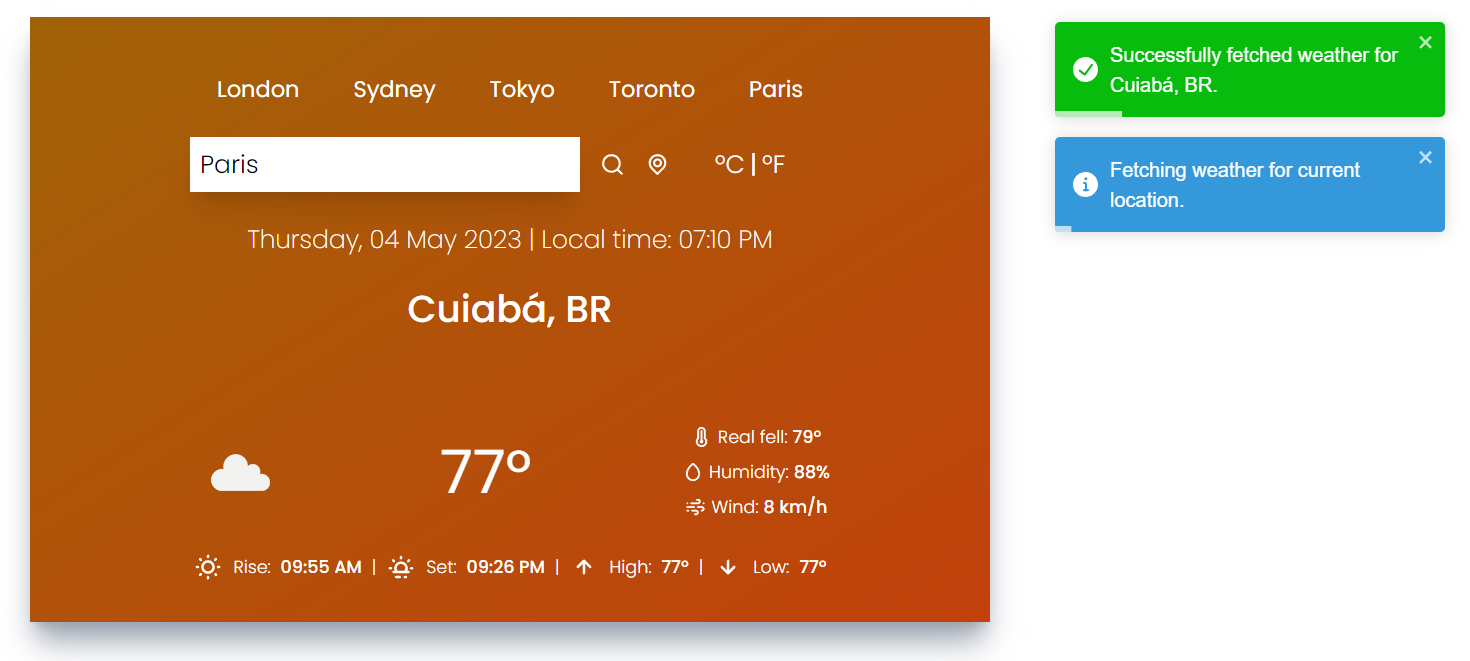 London Sydney Tokyo Toronto Paris
Paris °C | °F
Thursday, 04 May 2023 | Local time: 07:10 PM
Cuiabá, BR
77°
Real fell: 79°
Humidity: 88%
Wind: 8 km/h
Rise: 09:55 AM | Set: 09:26 PM | High: 77° | Low: 77°
Successfully fetched weather for
Cuiabá, BR.
Fetching weather for current
location.